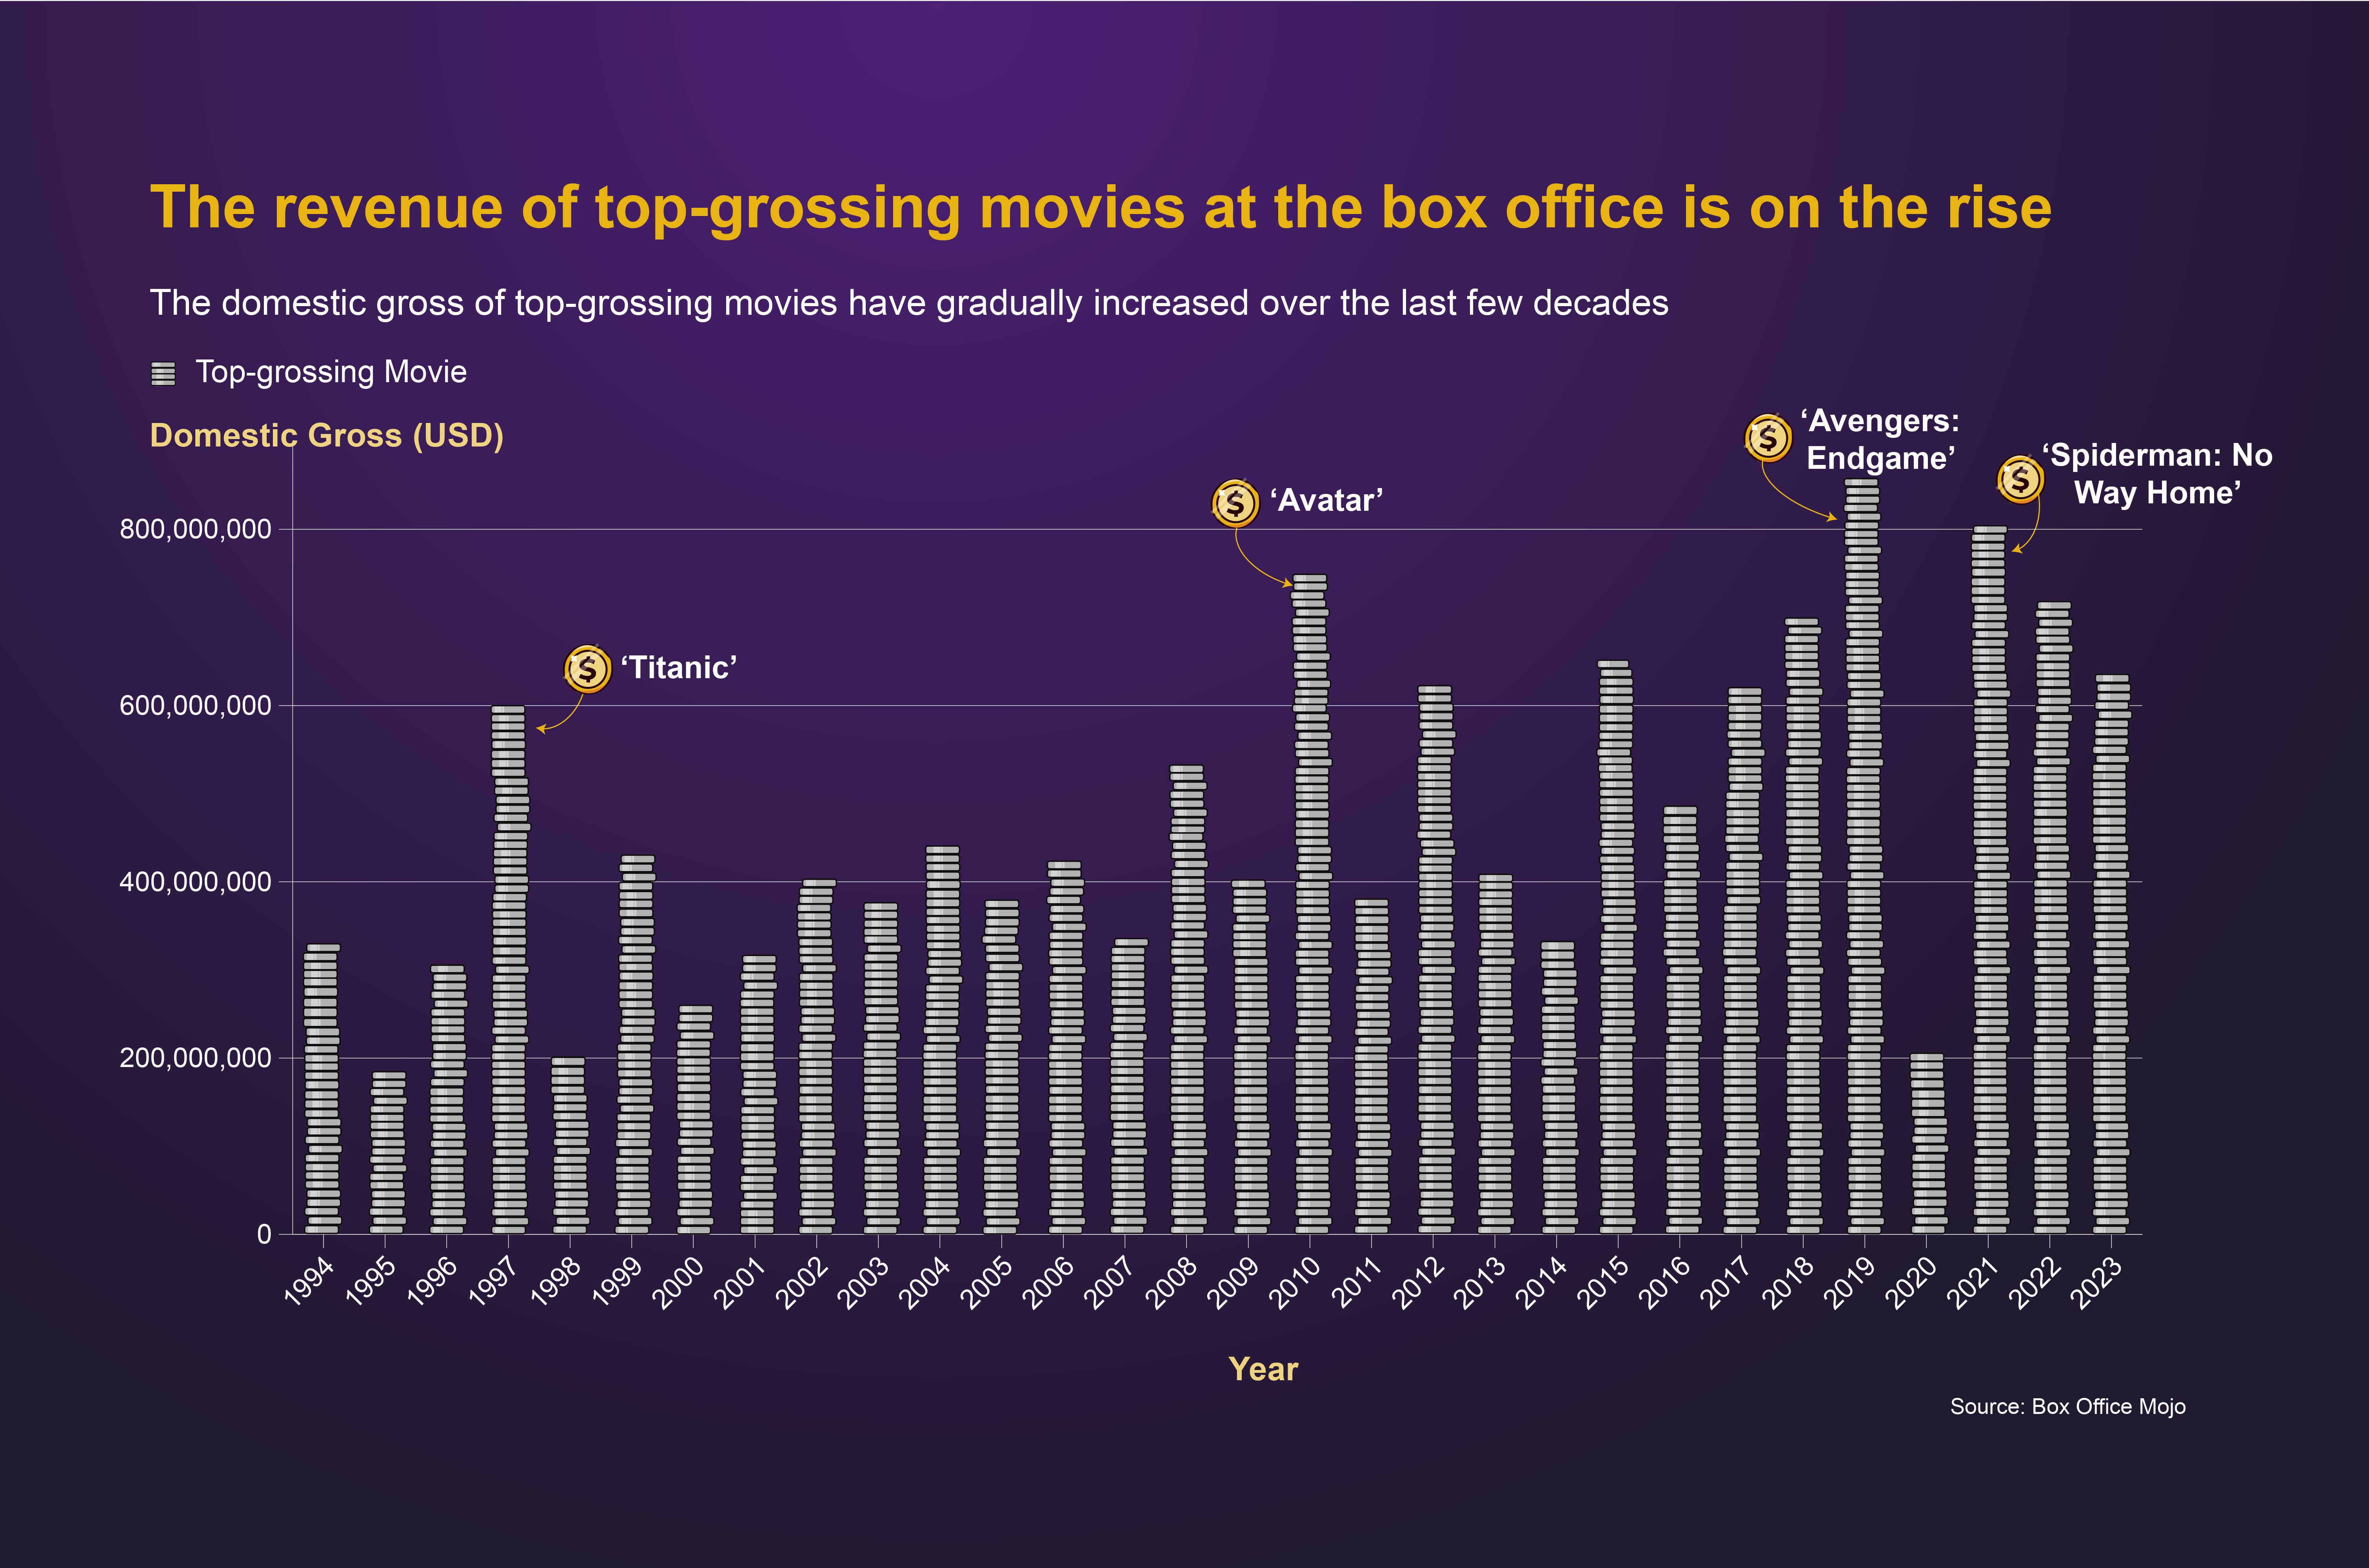 The revenue of top-grossing movies at the box office is on the rise
The domestic gross of top-grossing movies have gradually increased over the last few decades
Top-grossing Movie
Domestic Gross (USD)
‘Avengers:
Endgame’
‘Spiderman: No
Way Home’
‘Avatar’
‘Titanic’
800,000,000
600,000,000
400,000,000
200,000,000
0
1994
1995
1996
1997
1998
1999
2000
2001
2002
2003
2004
2005
2006
2007
2008
2009
2010
2011
2012
2013
2014
2015
2016
2017
2018
2019
2020
2021
2022
2023
Year
Source: Box Office Mojo